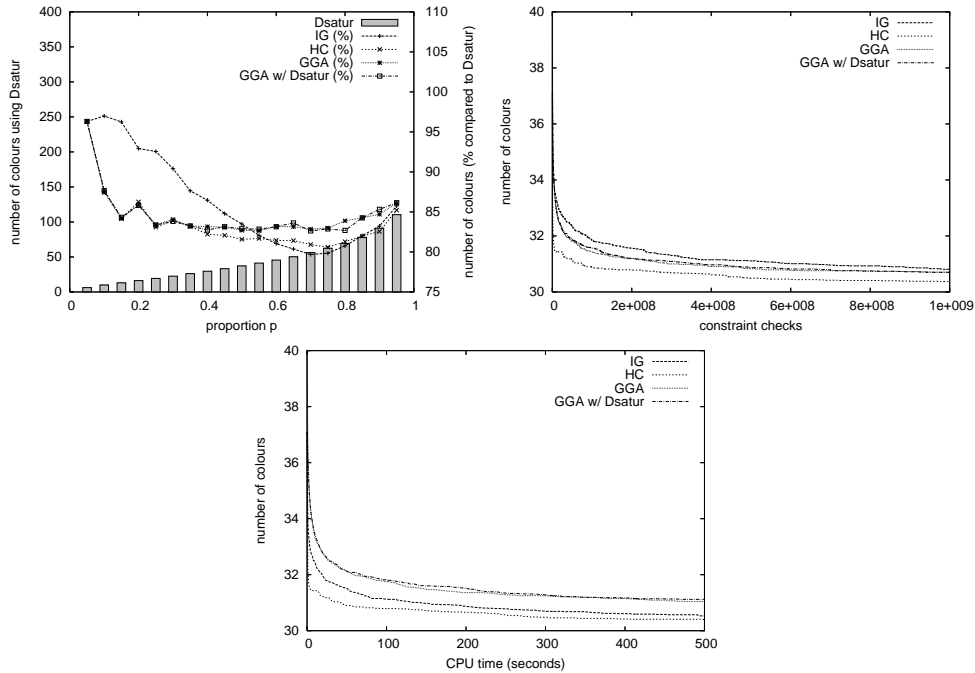 number of colours using Dsatur
400
350
300
250
200
150
100
50
0
0
0.2
0.4
0.6
0.8
1
proportion p
Dsatur
IG (%)
HC (%)
GGA (%)
GGA w/ Dsatur (%)
110
105
100
95
90
85
80
75
number of colours (% compared to Dsatur)
number of colours
40
38
36
34
32
30
0
2e+008
4e+008
6e+008
8e+008
1e+009
constraint checks
IG
HC
GGA
GGA w/ Dsatur
number of colours
40
38
36
34
32
30
0
100
200
300
400
500
CPU time (seconds)
IG
HC
GGA
GGA w/ Dsatur